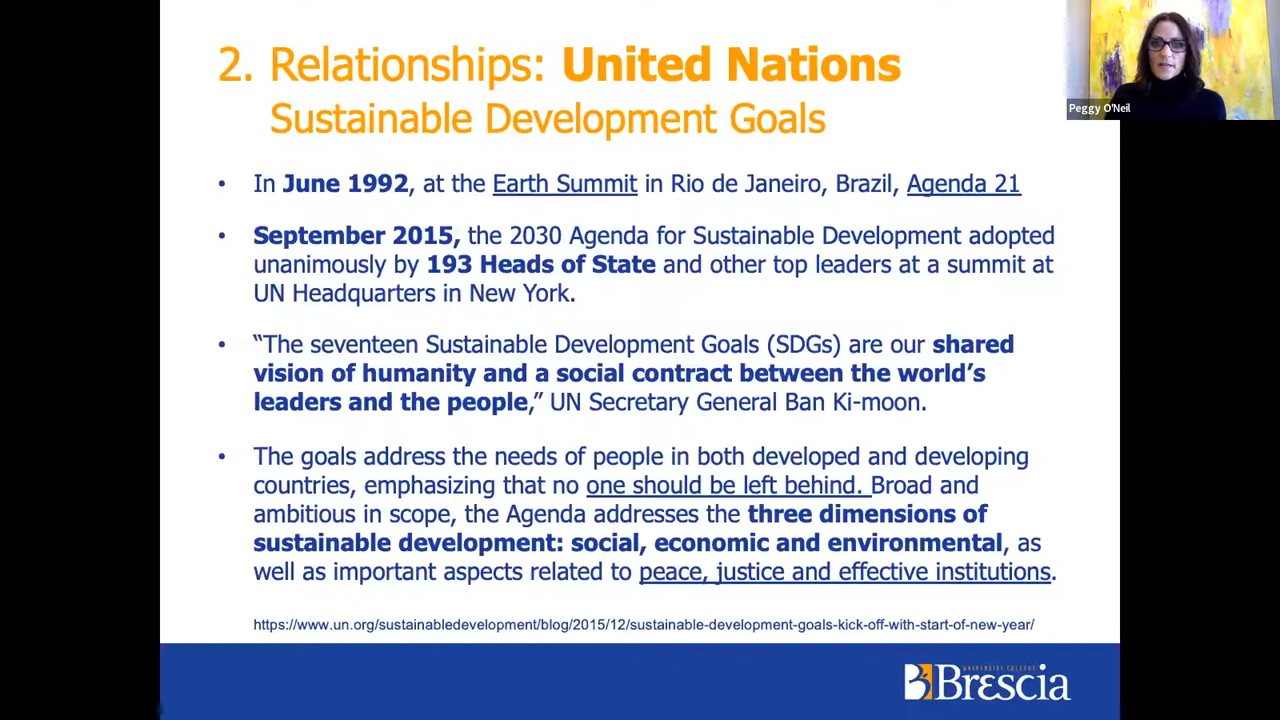 2. Relationships: United Nations
Sustainable Development Goals
Peggy O'Neil
• In June 1992, at the Earth Summit in Rio de Janeiro, Brazil, Agenda 21
• September 2015, the 2030 Agenda for Sustainable Development adopted
unanimously by 193 Heads of State and other top leaders at a summit at
UN Headquarters in New York.
• “The seventeen Sustainable Development Goals (SDGs) are our shared
vision of humanity and a social contract between the world’s
leaders and the people,” UN Secretary General Ban Ki-moon.
• The goals address the needs of people in both developed and developing
countries, emphasizing that no one should be left behind. Broad and
ambitious in scope, the Agenda addresses the three dimensions of
sustainable development: social, economic and environmental, as
well as important aspects related to peace, justice and effective institutions.
https://www.un.org/sustainabledevelopment/blog/2015/12/sustainable-development-goals-kick-off-with-start-of-new-year/
UNIVERSITY COLLEGE
Brescia